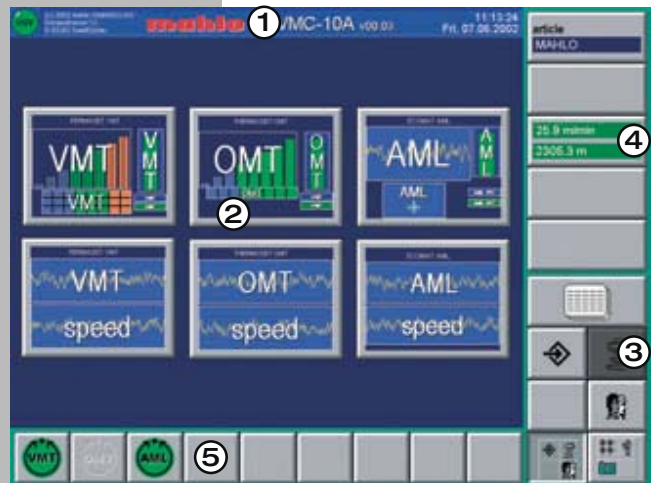 mahlo ① VMC-10A v00.03
11:13:24
Fri, 07.06.2002
article
MAHLO
VMT
VMT
VMT
OMT
OMT
②
AML
AML
AML
25.9 m/min
2305.3 m
④
VMT
speed
OMT
speed
AML
speed
③
VMT
AML
⑤